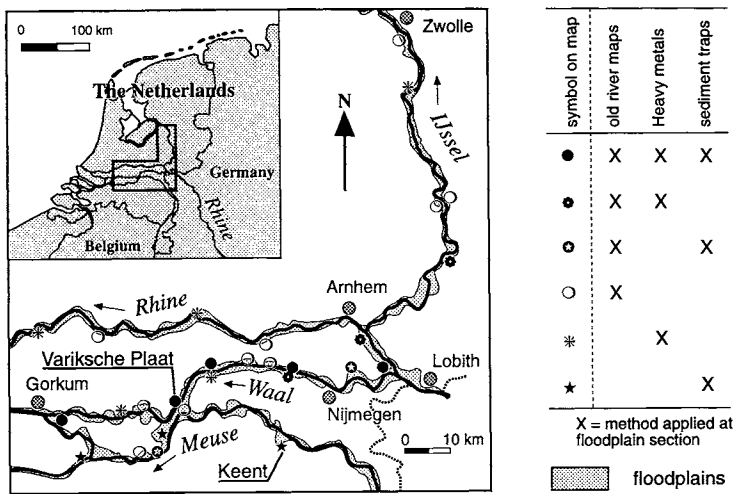 0 100 km
The Netherlands
Germany
Rhine
Belgium
Zwolle
N
IJssel
Arnhem
Rhine
Variksche Plaat
Lobith
Gorkum
Waal
Nijmegen
Meuse
Keent
0 10 km
symbol on map
old river maps
Heavy metals
sediment traps
X X X
X X
X X
X
X
X
X = method applied at
floodplain section
floodplains